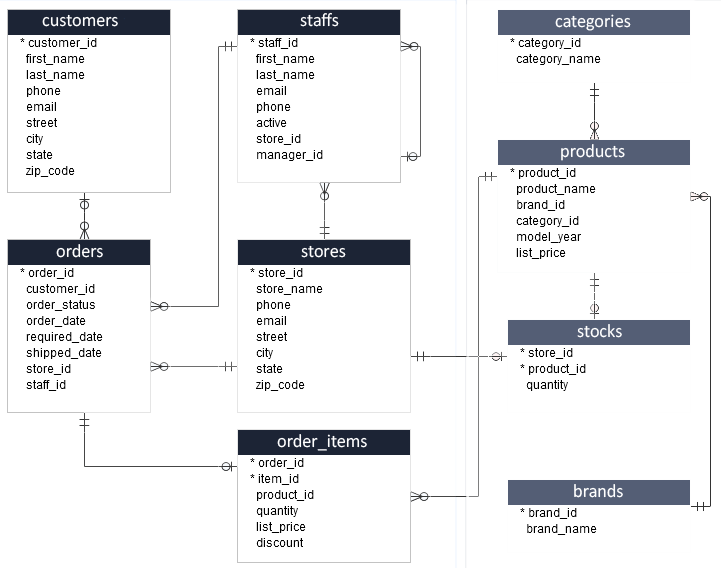 customers
* customer_id
first_name
last_name
phone
email
street
city
state
zip_code
staffs
* staff_id
first_name
last_name
email
phone
active
store_id
manager_id
categories
* category_id
category_name
products
* product_id
product_name
brand_id
category_id
model_year
list_price
orders
* order_id
customer_id
order_status
order_date
required_date
shipped_date
store_id
staff_id
stores
* store_id
store_name
phone
email
street
city
state
zip_code
stocks
* store_id
* product_id
quantity
order_items
* order_id
* item_id
product_id
quantity
list_price
discount
brands
* brand_id
brand_name